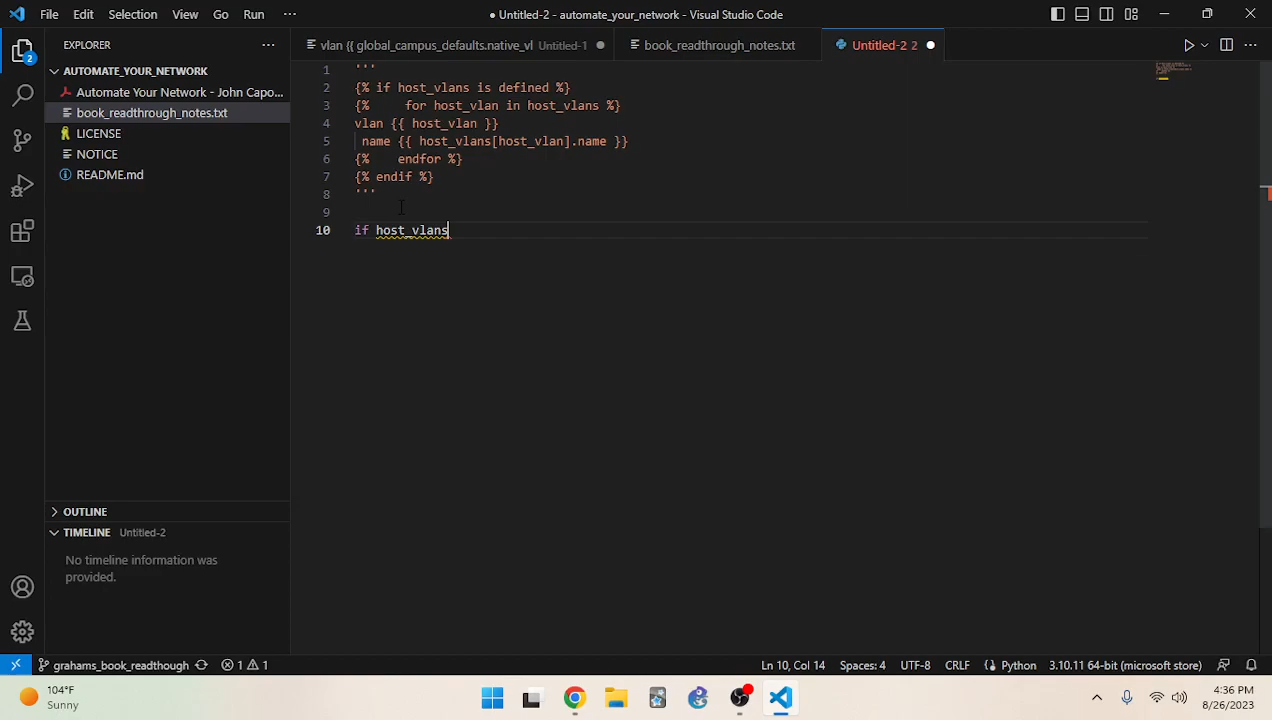 File Edit Selection View Go Run ··· ● Untitled-2 - automate_your_network - Visual Studio Code
EXPLORER ···
vlan {{ global_campus_defaults.native_vl Untitled-1 ●
book_readthrough_notes.txt
Untitled-2 2 ●
AUTOMATE_YOUR_NETWORK
Automate Your Network - John Capo...
book_readthrough_notes.txt
LICENSE
NOTICE
README.md
1 '''
2 {% if host_vlans is defined %}
3 {%    for host_vlan in host_vlans %}
4 vlan {{ host_vlan }}
5  name {{ host_vlans[host_vlan].name }}
6 {%    endfor %}
7 {% endif %}
8 '''
9
10 if host_vlans
OUTLINE
TIMELINE Untitled-2
No timeline information was
provided.
2
grahams_book_readthough 1 1 Ln 10, Col 14 Spaces: 4 UTF-8 CRLF Python 3.10.11 64-bit (microsoft store)
104°F
Sunny
4:36 PM
8/26/2023